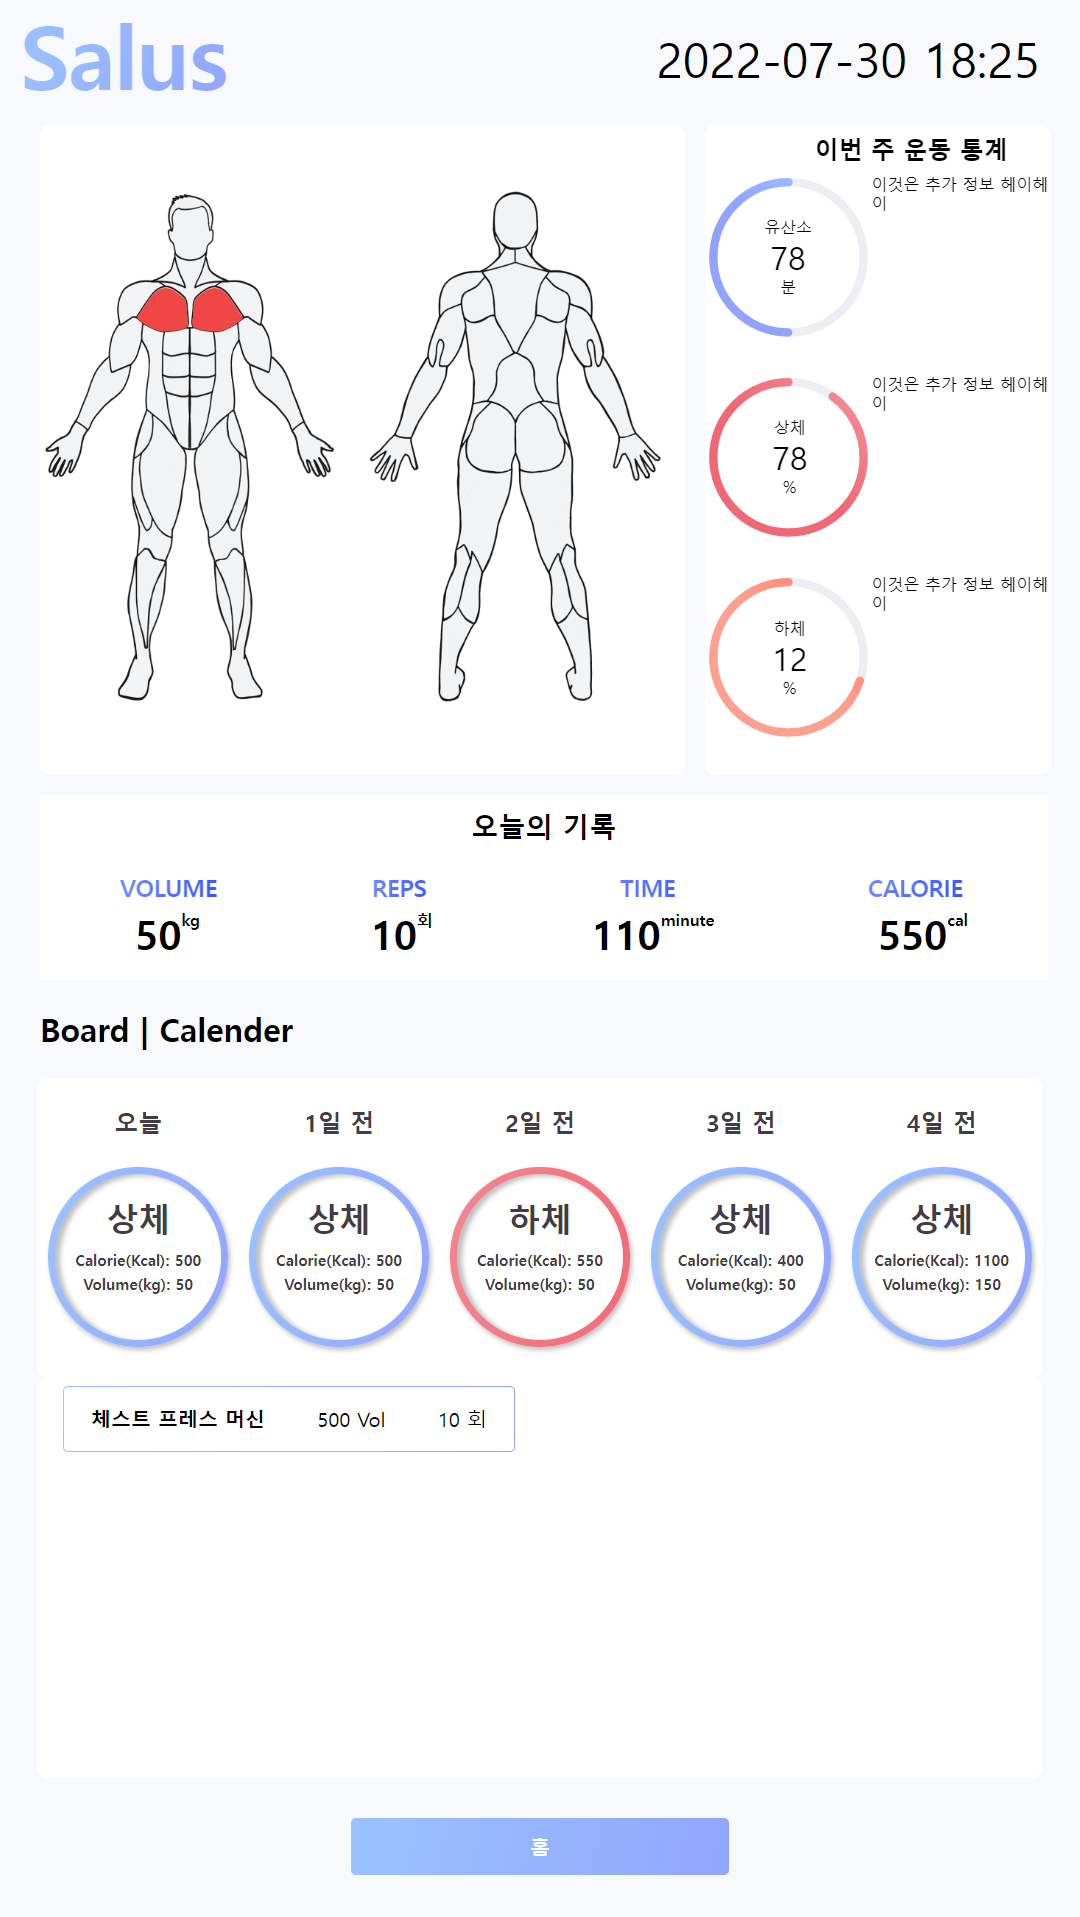 Salus
2022-07-30 18:25
이번 주 운동 통계
유산소
78
분
이것은 추가 정보 헤이헤
이
상체
78
%
이것은 추가 정보 헤이헤
이
하체
12
%
이것은 추가 정보 헤이헤
이
오늘의 기록
VOLUME REPS TIME CALORIE
50kg 10회 110minute 550cal
Board | Calender
오늘 1일 전 2일 전 3일 전 4일 전
상체 상체 하체 상체 상체
Calorie(Kcal): 500 Calorie(Kcal): 500 Calorie(Kcal): 550 Calorie(Kcal): 400 Calorie(Kcal): 1100
Volume(kg): 50 Volume(kg): 50 Volume(kg): 50 Volume(kg): 50 Volume(kg): 150
체스트 프레스 머신 500 Vol 10 회
홈